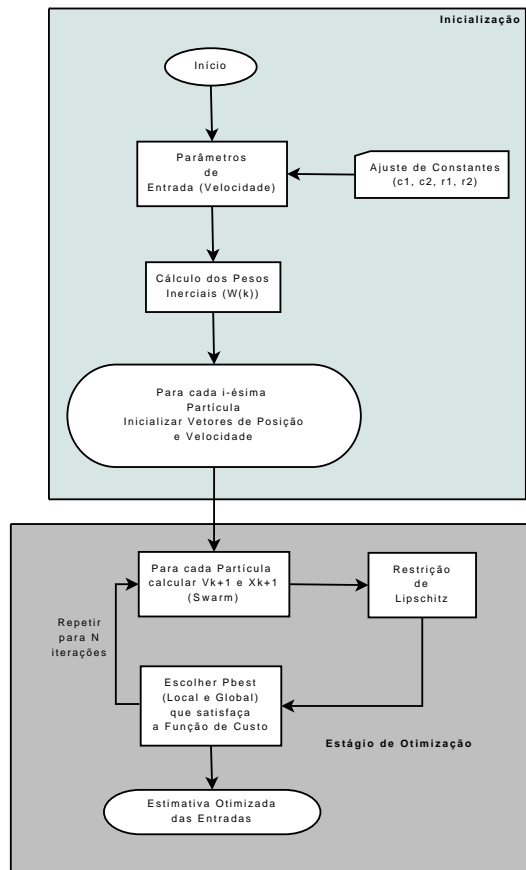 Inicialização
Início
Parâmetros
de
Entrada (Velocidade)
Ajuste de Constantes
(c1, c2, r1, r2)
Cálculo dos Pesos
Inerciais (W(k))
Para cada i-ésima
Partícula
Inicializar Vetores de Posição
e Velocidade
Para cada Partícula
calcular Vk+1 e Xk+1
(Swarm)
Restrição
de
Lipschitz
Repetir
para N
iterações
Escolher Pbest
(Local e Global)
que satisfaça
a Função de Custo
Estágio de Otimização
Estimativa Otimizada
das Entradas